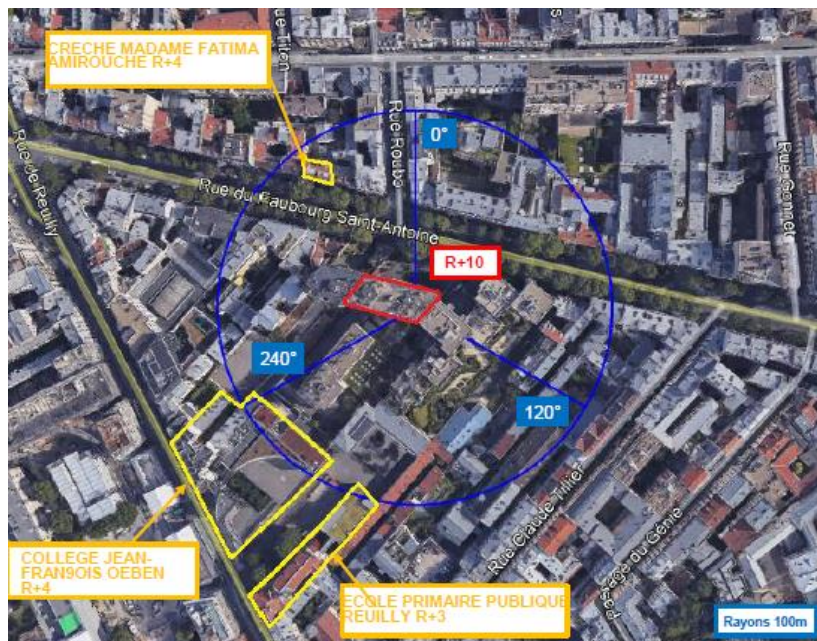 CRECHE MADAME FATIMA
AMIROUCHE R+4
Rue Titon
Rue Roubo
0°
Rue de Reuilly
Rue Gonnet
Rue du Faubourg Saint-Antoine
R+10
240°
120°
Rue Claude Tillier
COLLEGE JEAN-
FRAN9OIS OEBEN
R+4
ECOLE PRIMAIRE PUBLIQUE
REUILLY R+3
Passage du Génie
Rayons 100m